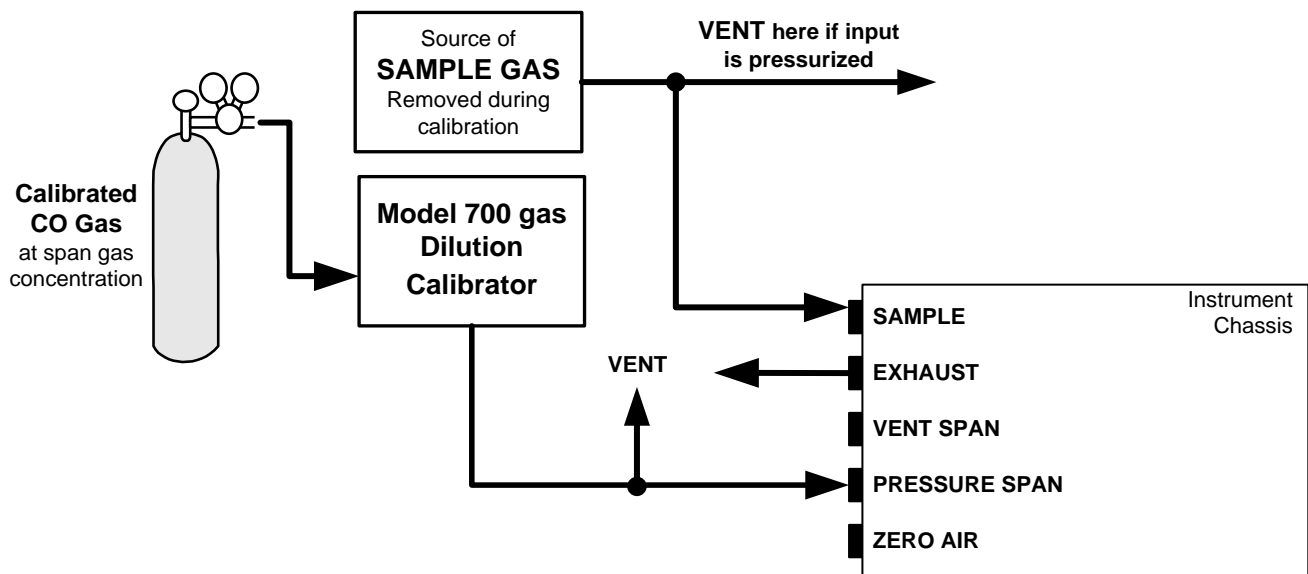 Source of
SAMPLE GAS
Removed during
calibration
VENT here if input
is pressurized
Calibrated
CO Gas
at span gas
concentration
Model 700 gas
Dilution
Calibrator
Instrument
Chassis
SAMPLE
VENT
EXHAUST
VENT SPAN
PRESSURE SPAN
ZERO AIR